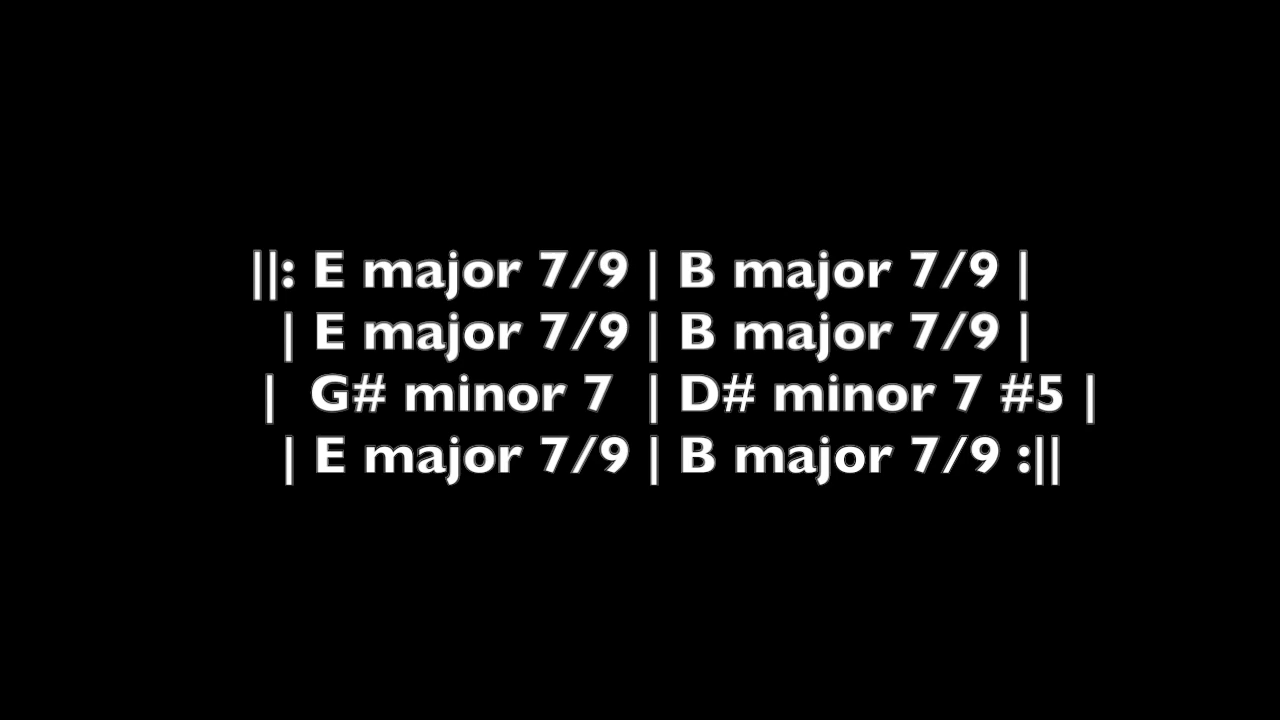 ||: E major 7/9 | B major 7/9 |
| E major 7/9 | B major 7/9 |
| G# minor 7 | D# minor 7 #5 |
| E major 7/9 | B major 7/9 :||